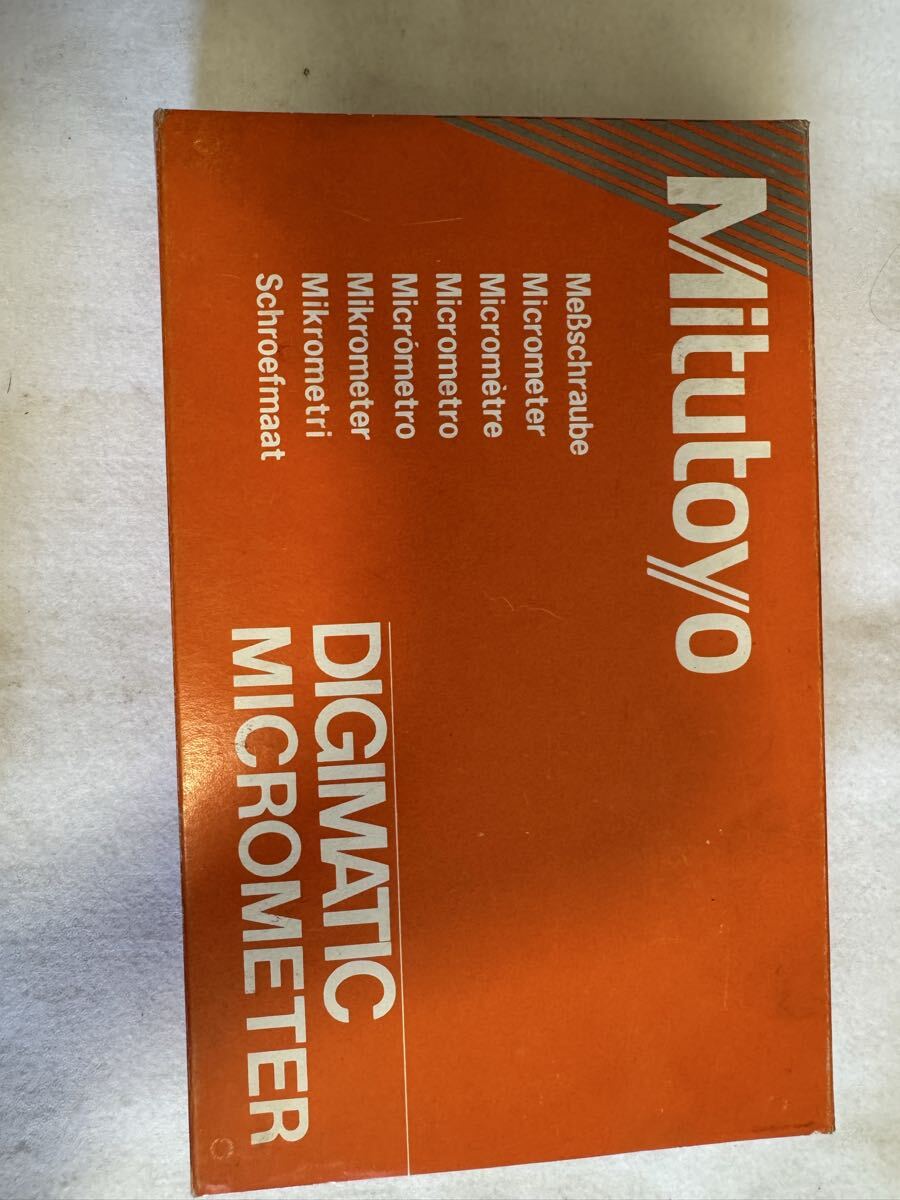 Mitutoyo
Meßschraube
Micrometer
Micromètre
Micrometro
Micrómetro
Mikrometer
Mikrometri
Schroefmaat
DIGIMATIC
MICROMETER